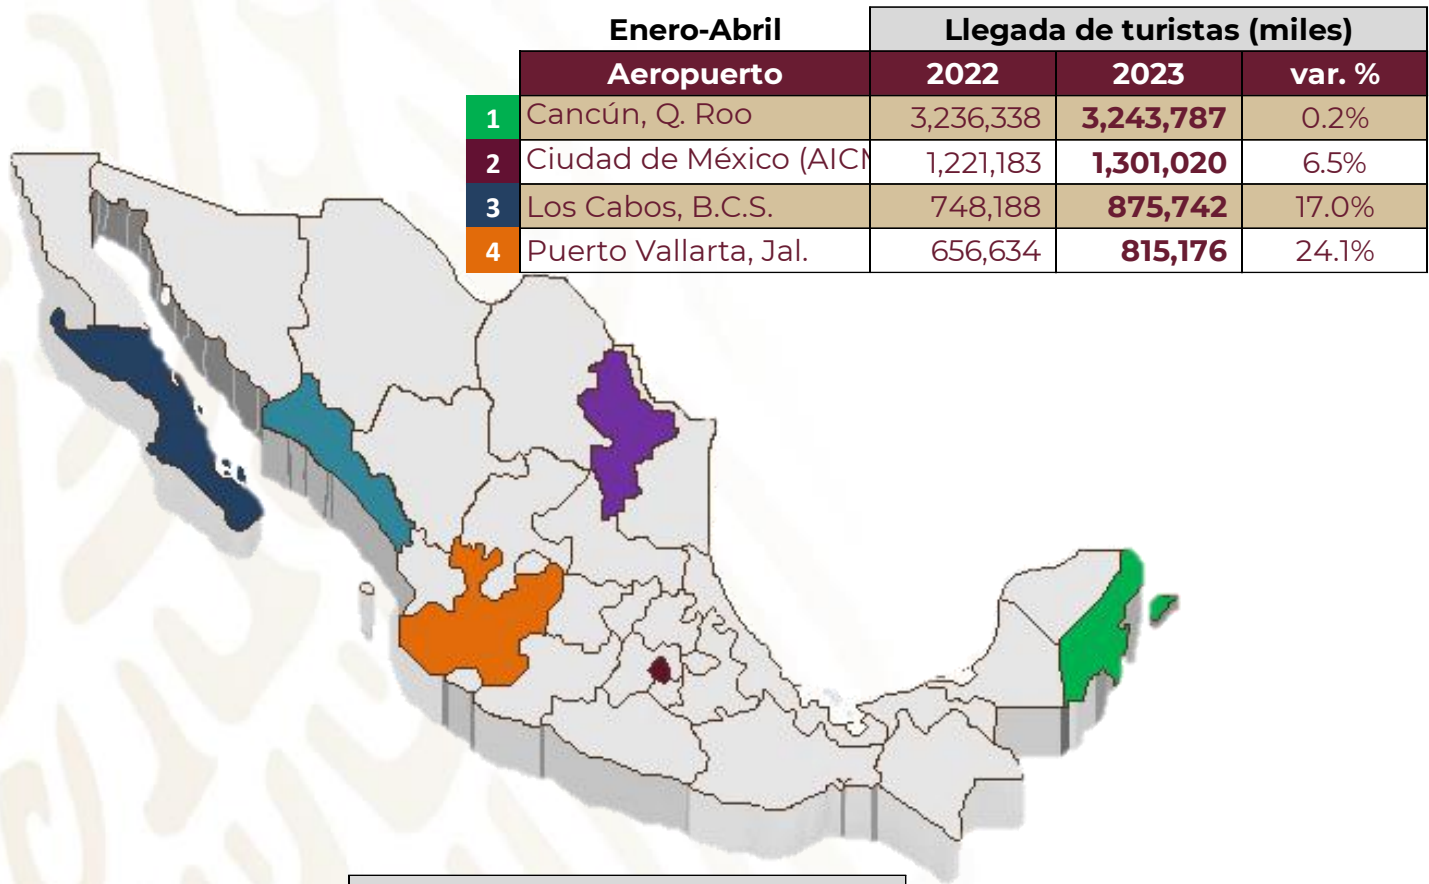 Enero-Abril Llegada de turistas (miles)
Aeropuerto 2022 2023 var. %
1 Cancún, Q. Roo 3,236,338 3,243,787 0.2%
2 Ciudad de México (AICM 1,221,183 1,301,020 6.5%
3 Los Cabos, B.C.S. 748,188 875,742 17.0%
4 Puerto Vallarta, Jal. 656,634 815,176 24.1%